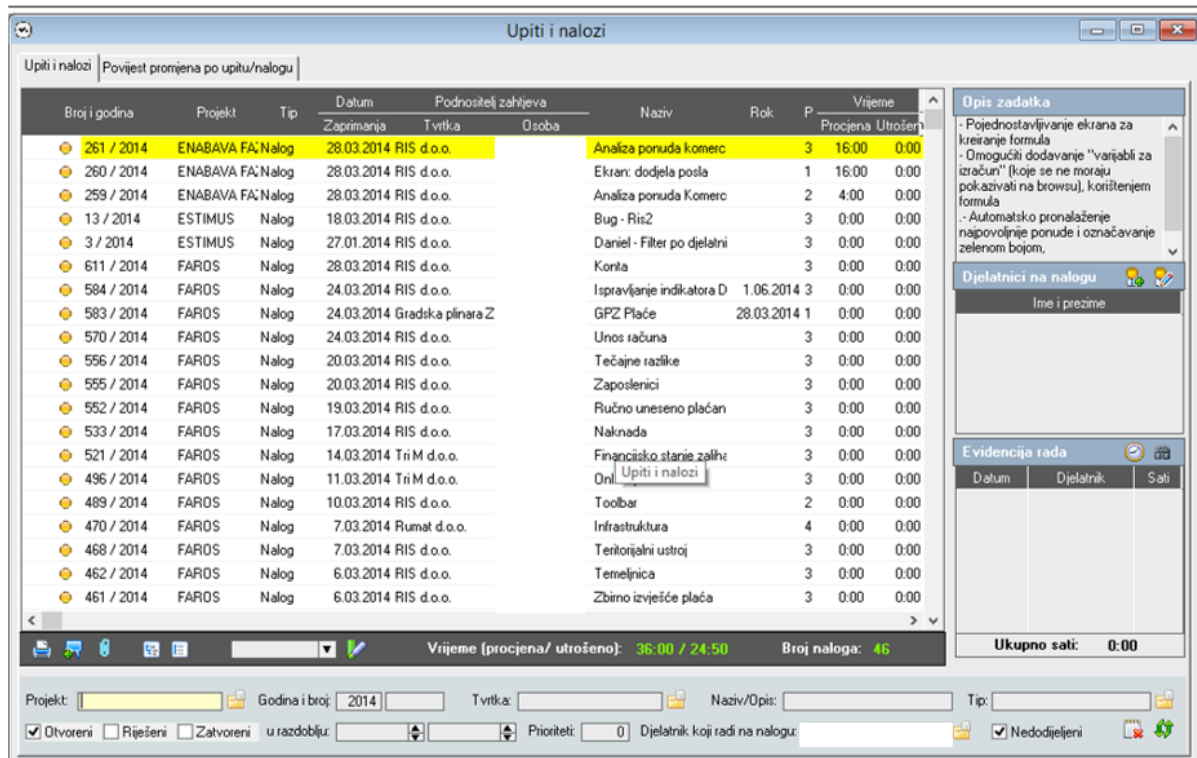 Upiti i nalozi
Upiti i nalozi Povijest promjena po upitu/nalogu
Broj i godina Projekt Tip Datum Zaprimanja Podnositelj zahtjeva Tvrtka Osoba Naziv Rok P Vrijeme Procjena Utrošen
261 / 2014 ENABAVA FA Nalog 28.03.2014 RIS d.o.o. Analiza ponuda komerc 3 16:00 0:00
260 / 2014 ENABAVA FA Nalog 28.03.2014 RIS d.o.o. Ekran: dodjela posla 1 16:00 0:00
259 / 2014 ENABAVA FA Nalog 28.03.2014 RIS d.o.o. Analiza ponuda Komerc 2 4:00 0:00
13 / 2014 ESTIMUS Nalog 18.03.2014 RIS d.o.o. Bug - Ris2 3 0:00 0:00
3 / 2014 ESTIMUS Nalog 27.01.2014 RIS d.o.o. Daniel - Filter po djelatni 3 0:00 0:00
611 / 2014 FAROS Nalog 28.03.2014 RIS d.o.o. Konta 3 0:00 0:00
584 / 2014 FAROS Nalog 24.03.2014 RIS d.o.o. Ispravljanje indikatora D 1.06.2014 3 0:00 0:00
583 / 2014 FAROS Nalog 24.03.2014 Gradska plinara Z GPZ Plaće 28.03.2014 1 0:00 0:00
570 / 2014 FAROS Nalog 24.03.2014 RIS d.o.o. Unos računa 3 0:00 0:00
556 / 2014 FAROS Nalog 20.03.2014 RIS d.o.o. Tečajne razlike 3 0:00 0:00
555 / 2014 FAROS Nalog 20.03.2014 RIS d.o.o. Zaposlenici 3 0:00 0:00
552 / 2014 FAROS Nalog 19.03.2014 RIS d.o.o. Ručno uneseno plaćan 3 0:00 0:00
533 / 2014 FAROS Nalog 17.03.2014 RIS d.o.o. Naknada 3 0:00 0:00
521 / 2014 FAROS Nalog 14.03.2014 Tri M d.o.o. Financijsko stanje zaliha 3 0:00 0:00
Upiti i nalozi
496 / 2014 FAROS Nalog 11.03.2014 Tri M d.o.o. 3 0:00 0:00
489 / 2014 FAROS Nalog 10.03.2014 RIS d.o.o. Toolbar 2 0:00 0:00
470 / 2014 FAROS Nalog 7.03.2014 Rumat d.o.o. Infrastruktura 4 0:00 0:00
468 / 2014 FAROS Nalog 7.03.2014 RIS d.o.o. Teritorijalni ustroj 3 0:00 0:00
462 / 2014 FAROS Nalog 6.03.2014 RIS d.o.o. Temeljnica 3 0:00 0:00
461 / 2014 FAROS Nalog 6.03.2014 RIS d.o.o. Zbirno izvješće plaća 3 0:00 0:00
Vrijeme (procjena/ utrošeno): 36:00 / 24:50 Broj naloga: 46
Opis zadatka
- Pojednostavljivanje ekrana za
kreiranje formula
- Omogućiti dodavanje "varijabli za
izračun" (koje se ne moraju
pokazivati na browsu), korištenjem
formula
.- Automatsko pronalaženje
najpovoljnije ponude i označavanje
zelenom bojom,
Djelatnici na nalogu
Ime i prezime
Evidencija rada
Datum Djelatnik Sati
Ukupno sati: 0:00
Projekt: Godina i broj: 2014 Tvrtka: Naziv/Opis: Tip:
Otvoreni Riješeni Zatvoreni u razdoblju: Prioriteti: 0 Djelatnik koji radi na nalogu: Nedodijeljeni